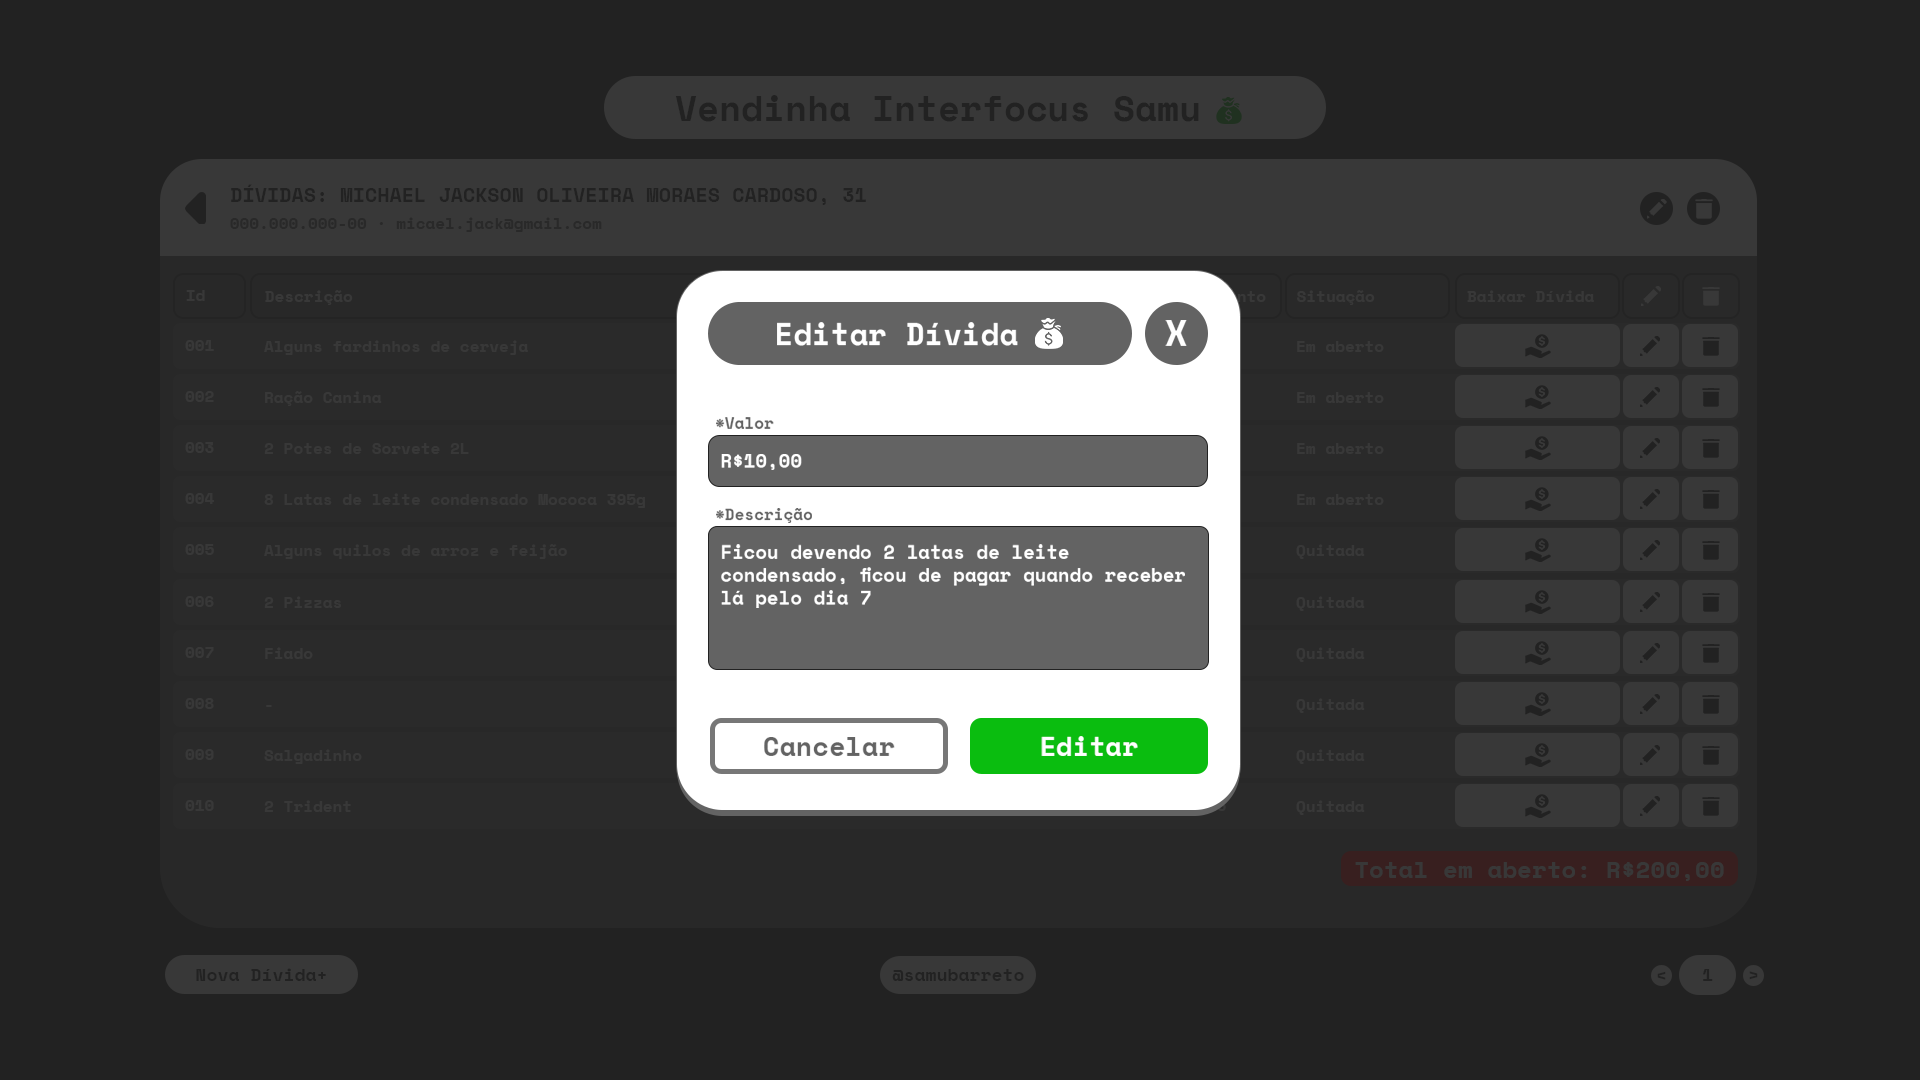 Vendinha Interfocus Samu
DÍVIDAS: MICHAEL JACKSON OLIVEIRA MORAES CARDOSO, 31
000.000.000-00 · micael.jack@gmail.com
Id Descrição nto Situação Baixar Dívida
001 Alguns fardinhos de cerveja Em aberto
002 Ração Canina Em aberto
003 2 Potes de Sorvete 2L Em aberto
004 8 Latas de leite condensado Mococa 395g Em aberto
005 Alguns quilos de arroz e feijão Quitada
006 2 Pizzas Quitada
007 Fiado Quitada
008 - Quitada
009 Salgadinho Quitada
010 2 Trident Quitada
Total em aberto: R$200,00
Nova Dívida+
@samubarreto
< 1 >
Editar Dívida
X
*Valor
R$10,00
*Descrição
Ficou devendo 2 latas de leite
condensado, ficou de pagar quando receber
lá pelo dia 7
Cancelar
Editar